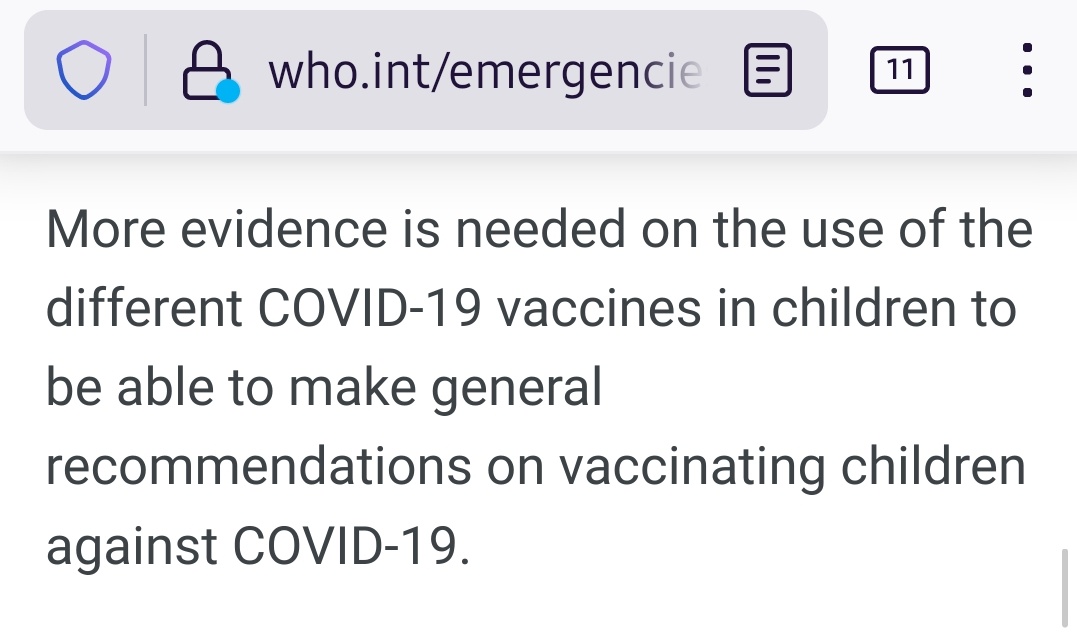 who.int/emergencie
11
More evidence is needed on the use of the
different COVID-19 vaccines in children to
be able to make general
recommendations on vaccinating children
against COVID-19.